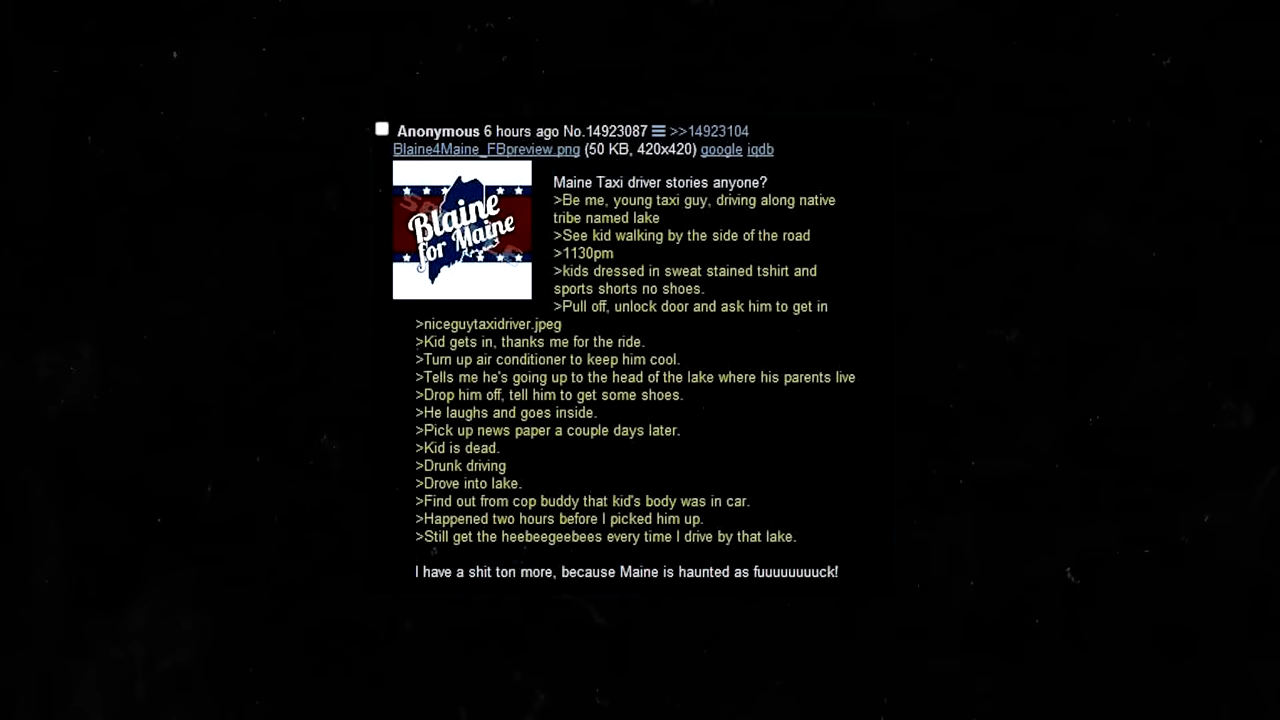 Anonymous 6 hours ago No.14923087 >>14923104
Blaine4Maine_FBpreview.png (50 KB, 420x420) google iqdb
Blaine
for Maine
Maine Taxi driver stories anyone?
>Be me, young taxi guy, driving along native
tribe named lake
>See kid walking by the side of the road
>1130pm
>kids dressed in sweat stained tshirt and
sports shorts no shoes.
>Pull off, unlock door and ask him to get in
>niceguytaxidriver.jpeg
>Kid gets in, thanks me for the ride.
>Turn up air conditioner to keep him cool.
>Tells me he's going up to the head of the lake where his parents live
>Drop him off, tell him to get some shoes.
>He laughs and goes inside.
>Pick up news paper a couple days later.
>Kid is dead.
>Drunk driving
>Drove into lake.
>Find out from cop buddy that kid's body was in car.
>Happened two hours before I picked him up.
>Still get the heebeegeebees every time I drive by that lake.
I have a shit ton more, because Maine is haunted as fuuuuuuuuck!